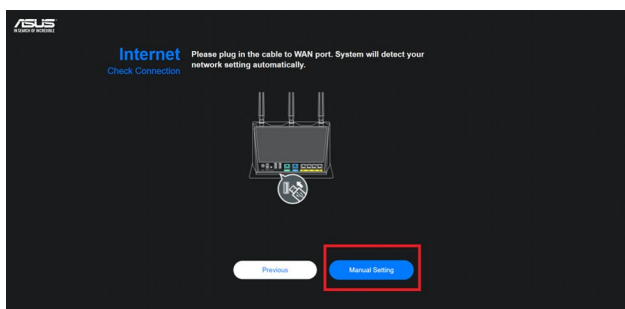 ASUS
IN SEARCH OF INCREDIBLE
Internet
Check Connection
Please plug in the cable to WAN port. System will detect your
network setting automatically.
Previous
Manual Setting